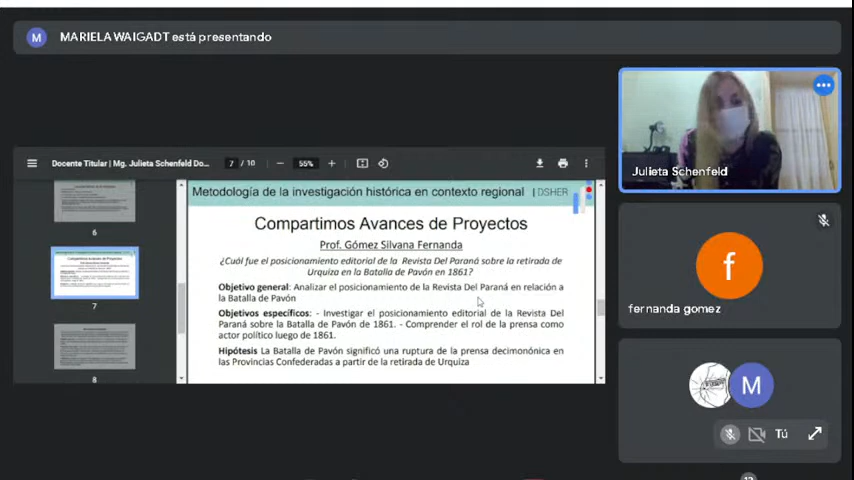 M MARIELA WAIGADT está presentando
Docente Titular | Mg. Julieta Schenfeld Do... 7 / 10 − 55% +
Metodología de la investigación histórica en contexto regional | DSHER
Compartimos Avances de Proyectos
Prof. Gómez Silvana Fernanda
¿Cuál fue el posicionamiento editorial de la Revista Del Paraná sobre la retirada de
Urquiza en la Batalla de Pavón en 1861?
Objetivo general: Analizar el posicionamiento de la Revista Del Paraná en relación a
la Batalla de Pavón
Objetivos específicos: - Investigar el posicionamiento editorial de la Revista Del
Paraná sobre la Batalla de Pavón de 1861. - Comprender el rol de la prensa como
actor político luego de 1861.
Hipótesis La Batalla de Pavón significó una ruptura de la prensa decimonónica en
las Provincias Confederadas a partir de la retirada de Urquiza
6
7
8
Julieta Schenfeld
f
fernanda gomez
M
Tú